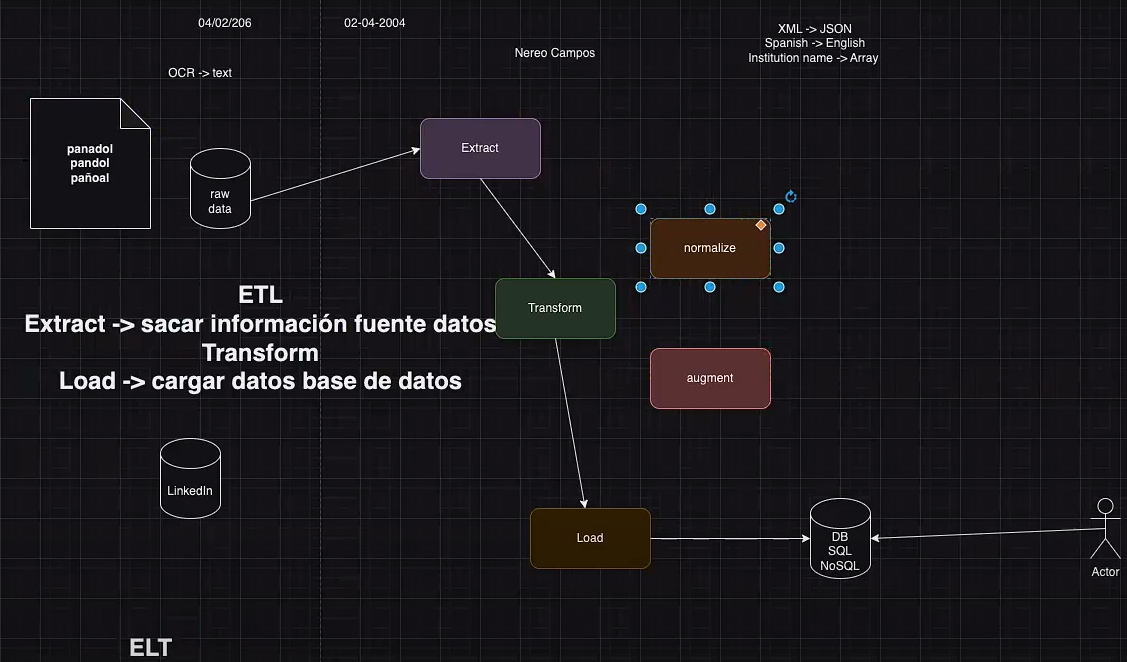 04/02/206
02-04-2004
XML -> JSON
Spanish -> English
Institution name -> Array
Nereo Campos
OCR -> text
panadol
pandol
pañoal
raw
data
Extract
normalize
Transform
ETL
Extract -> sacar información fuente datos
Transform
Load -> cargar datos base de datos
augment
LinkedIn
Load
DB
SQL
NoSQL
Actor
ELT